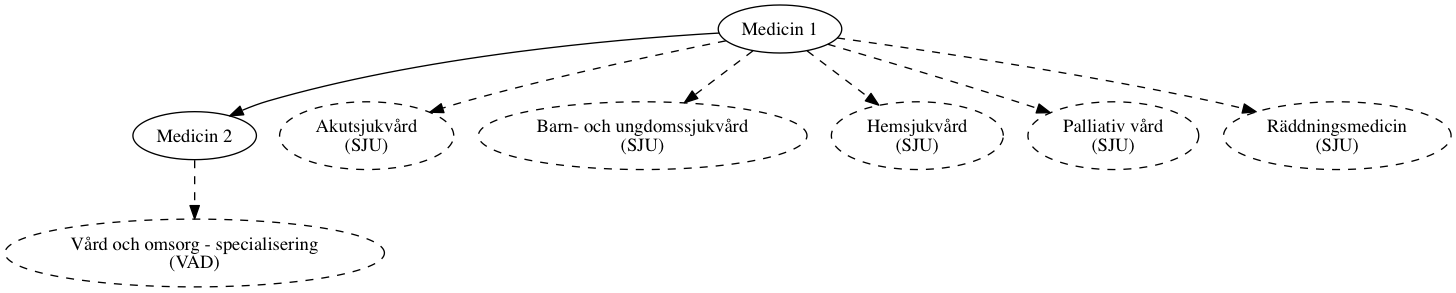 Medicin 1
Medicin 2
Akutsjukvård
(SJU)
Barn- och ungdomssjukvård
(SJU)
Hemsjukvård
(SJU)
Palliativ vård
(SJU)
Räddningsmedicin
(SJU)
Vård och omsorg - specialisering
(VÅD)